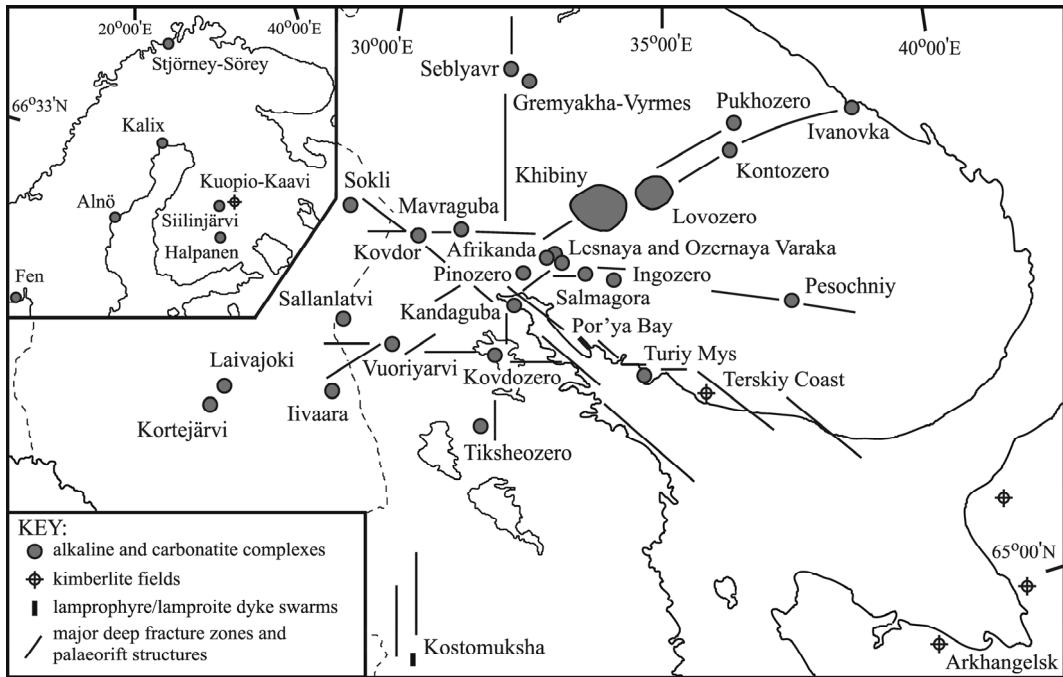 20°00'E
40°00'E
30°00'E
35°00'E
40°00'E
Stjörney-Sörey
66°33'N
Kalix
Kuopio-Kaavi
Alnö
Siilinjärvi
Halpanen
Fen
Seblyavr
Gremyakha-Vyrmes
Pukhozero
Ivanovka
Kontozero
Khibiny
Lovozero
Sokli
Mavraguba
Kovdor
Afrikanda
Lesnaya and Ozernaya Varaka
Pinozero
Ingozero
Salmagora
Pesochniy
Sallanlatvi
Kandaguba
Por'ya Bay
Laivajoki
Vuoriyarvi
Kovdozero
Turiy Mys
Terskiy Coast
Iivaara
Kortejärvi
Tiksheozero
KEY:
alkaline and carbonatite complexes
kimberlite fields
lamprophyre/lamproite dyke swarms
major deep fracture zones and
palaeorift structures
Kostomuksha
65°00'N
Arkhangelsk